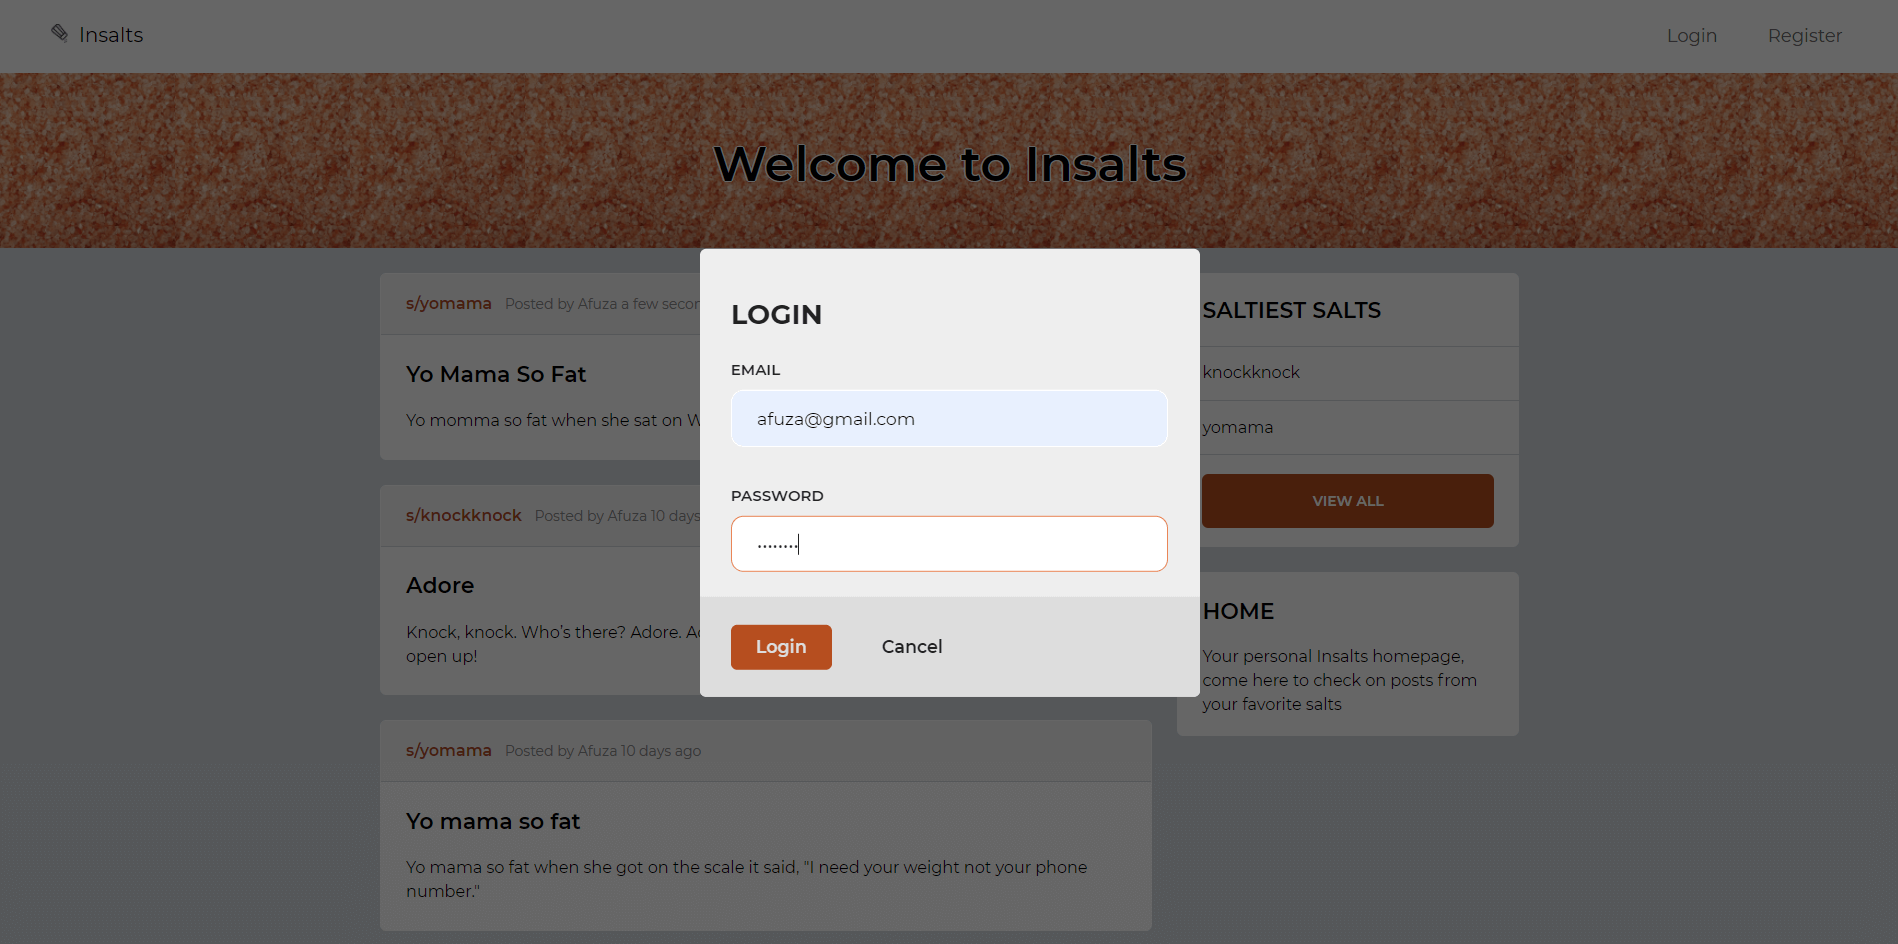 Insalts
Login
Register
Welcome to Insalts
s/yomama Posted by Afuza a few
Yo Mama So Fat
Yo momma so fat when she sat on
s/knockknock Posted by Afuza 10 days
Adore
Knock, knock. Who's there? Adore.
open up!
s/yomama Posted by Afuza 10 days ago
Yo mama so fat
Yo mama so fat when she got on the scale it said, "I need your weight not your phone
number."
LOGIN
EMAIL
afuza@gmail.com
PASSWORD
........
Login
Cancel
SALTIEST SALTS
knockknock
yomama
VIEW ALL
HOME
Your personal Insalts homepage,
come here to check on posts from
your favorite salts